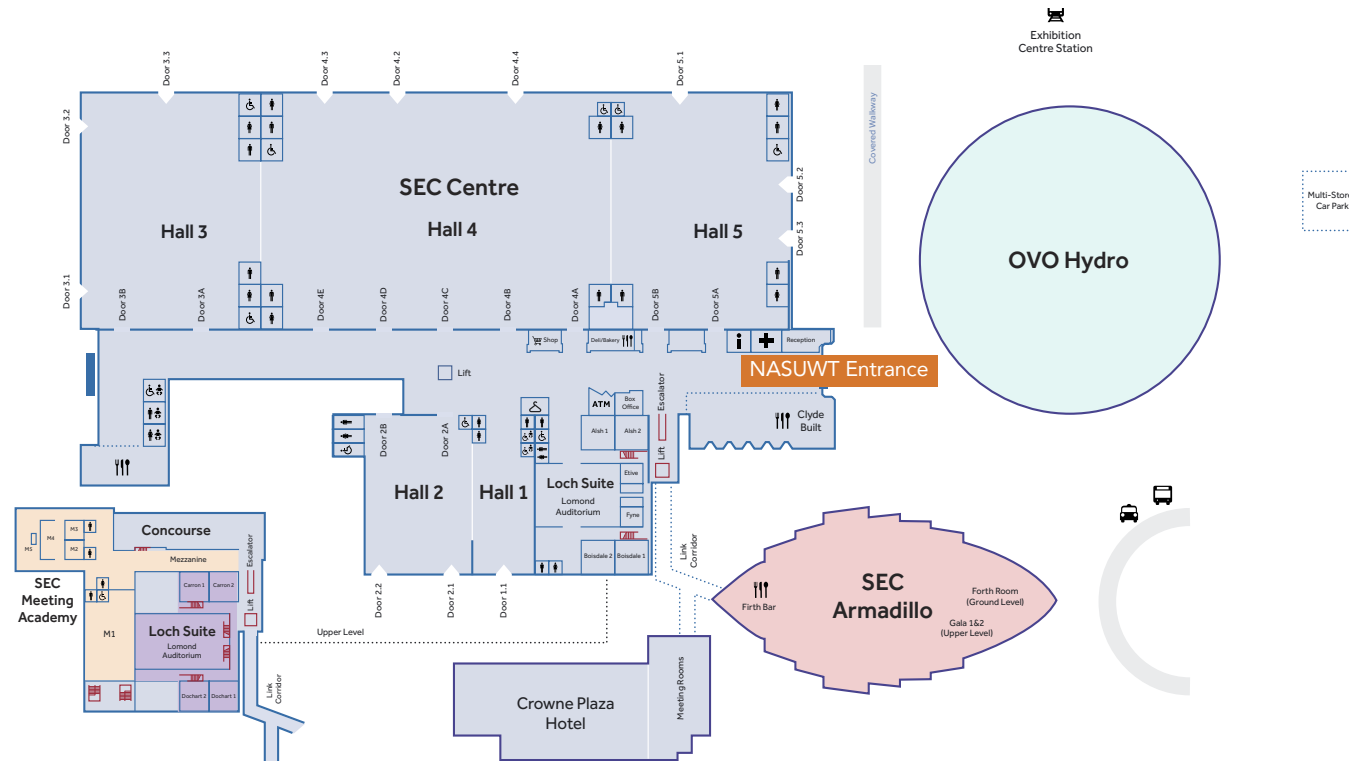 Exhibition
Centre Station
Door 3.3
Door 4.3
Door 4.2
Door 4.4
Door 5.1
Door 3.2
Covered Walkway
Door 5.2
Multi-Store
Car Park
SEC Centre
Hall 3
Hall 4
Hall 5
Door 5.3
OVO Hydro
Door 3.1
Door 3B
Door 3A
Door 4E
Door 4D
Door 4C
Door 4B
Door 4A
Door 5B
Door 5A
Shop
Deli/Bakery
Reception
Lift
NASUWT Entrance
ATM
Box
Office
Escalator
Clyde
Built
Door 2B
Door 2A
Alsh 1
Alsh 2
Lift
Hall 2
Hall 1
Loch Suite
Lomond
Auditorium
Etive
Fyne
Boisdale 2
Boisdale 1
Link
Corridor
Concourse
M5
M4
M3
M2
Mezzanine
Escalator
SEC
Meeting
Academy
Carron 1
Carron 2
Lift
M1
Loch Suite
Lomond
Auditorium
Dochart 2
Dochart 1
Link
Corridor
Door 2.2
Door 2.1
Door 1.1
Upper Level
SEC
Armadillo
Firth Bar
Forth Room
(Ground Level)
Gala 1&2
(Upper Level)
Crowne Plaza
Hotel
Meeting Rooms